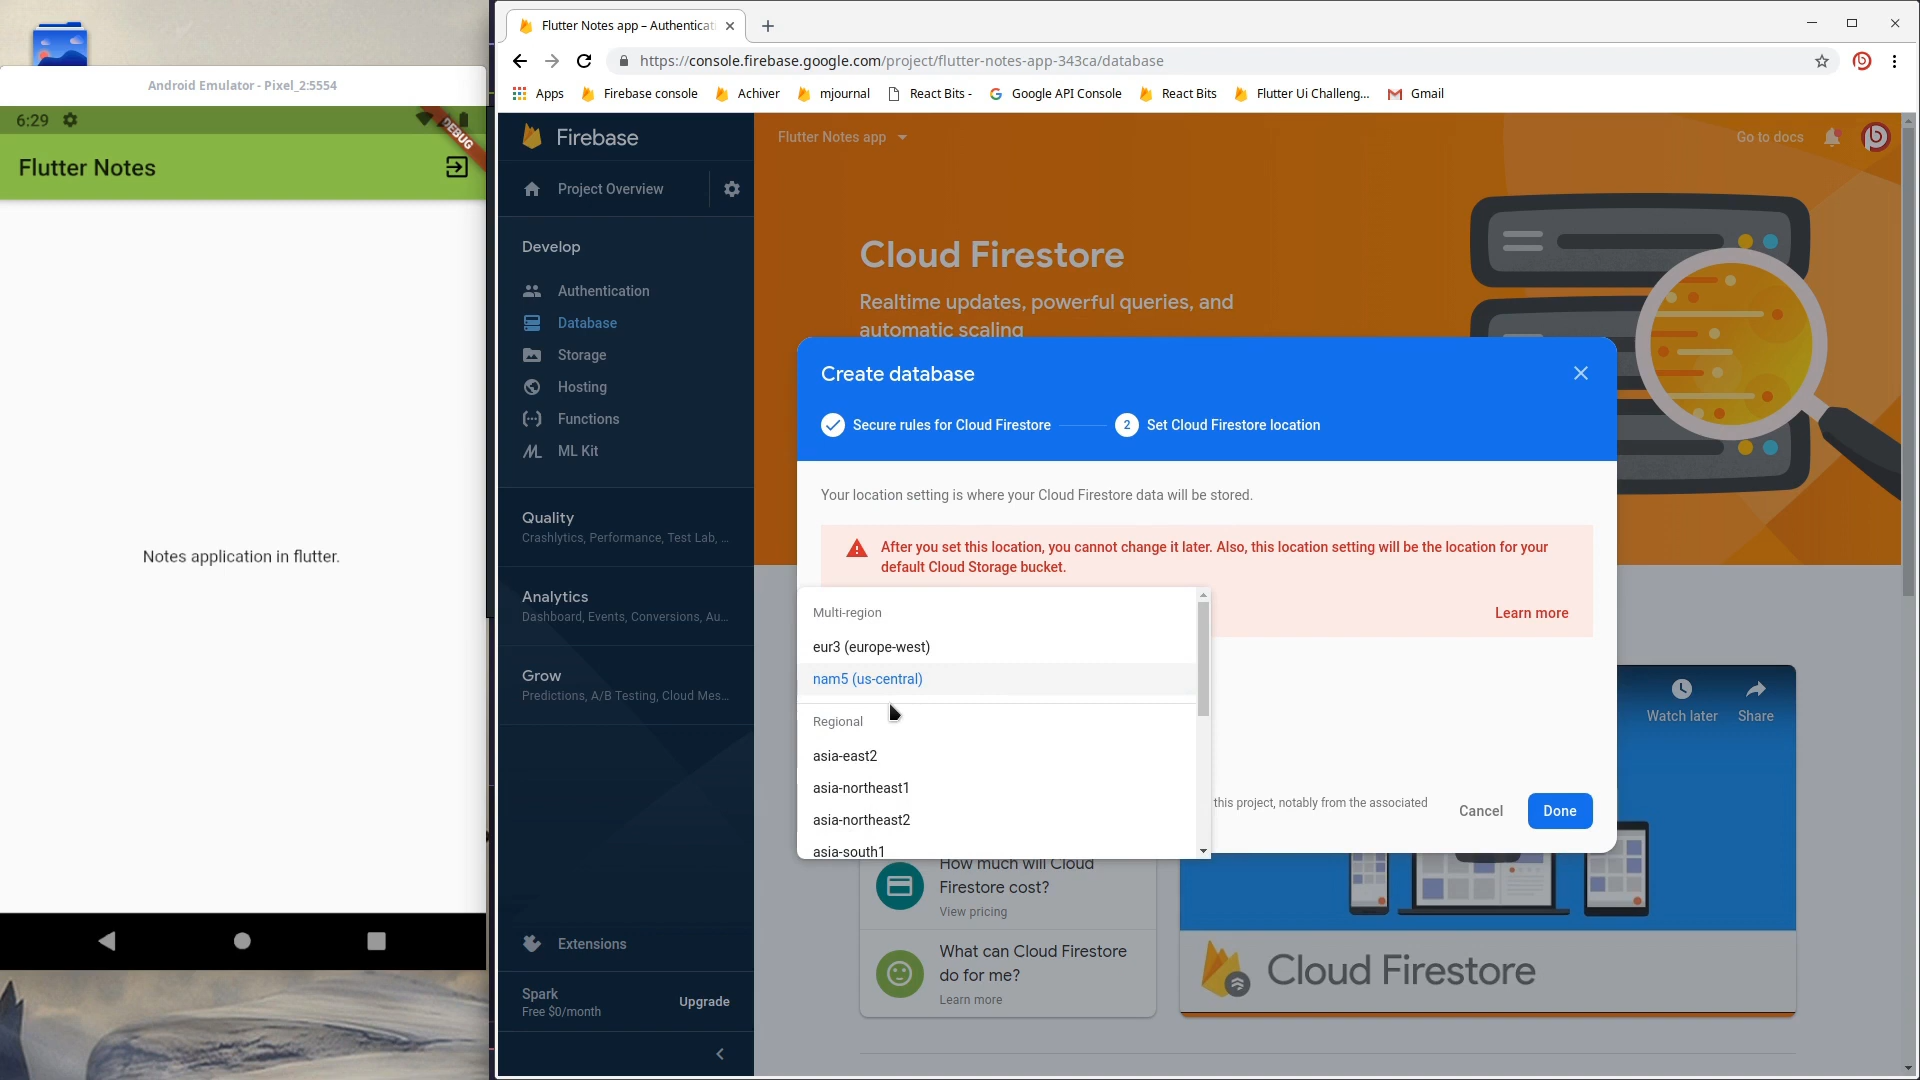 Android Emulator - Pixel_2:5554
6:29
DEBUG
Flutter Notes
Notes application in flutter.
Flutter Notes app – Authenticat
https://console.firebase.google.com/project/flutter-notes-app-343ca/database
Apps
Firebase console
Achiver
mjournal
React Bits -
Google API Console
React Bits
Flutter Ui Challeng...
Gmail
Firebase
Project Overview
Develop
Authentication
Database
Storage
Hosting
Functions
ML Kit
Quality
Crashlytics, Performance, Test Lab, ...
Analytics
Dashboard, Events, Conversions, Au...
Grow
Predictions, A/B Testing, Cloud Mes...
Extensions
Spark
Free $0/month
Upgrade
Flutter Notes app
Go to docs
Cloud Firestore
Realtime updates, powerful queries, and
automatic scaling
Create database
Secure rules for Cloud Firestore
2
Set Cloud Firestore location
Your location setting is where your Cloud Firestore data will be stored.
After you set this location, you cannot change it later. Also, this location setting will be the location for your
default Cloud Storage bucket.
Learn more
Multi-region
eur3 (europe-west)
nam5 (us-central)
Regional
asia-east2
asia-northeast1
asia-northeast2
asia-south1
this project, notably from the associated
Cancel
Done
Watch later
Share
How much will Cloud
Firestore cost?
View pricing
What can Cloud Firestore
do for me?
Learn more
Cloud Firestore